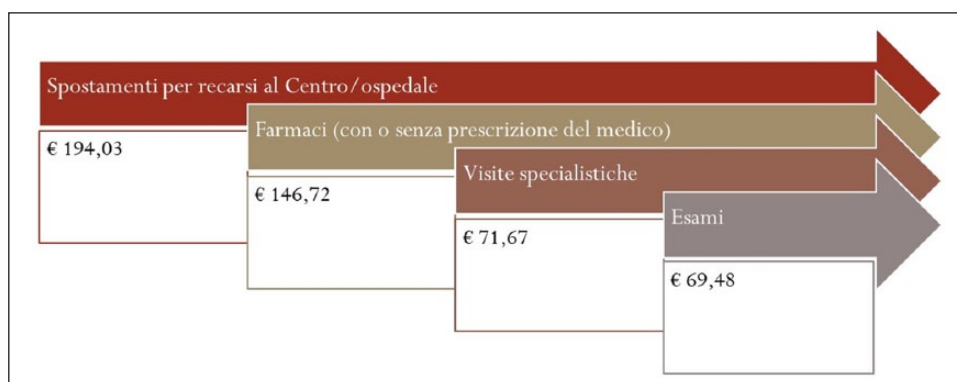 Spostamenti per recarsi al Centro/ospedale
€ 194,03
Farmaci (con o senza prescrizione del medico)
€ 146,72
Visite specialistiche
€ 71,67
Esami
€ 69,48